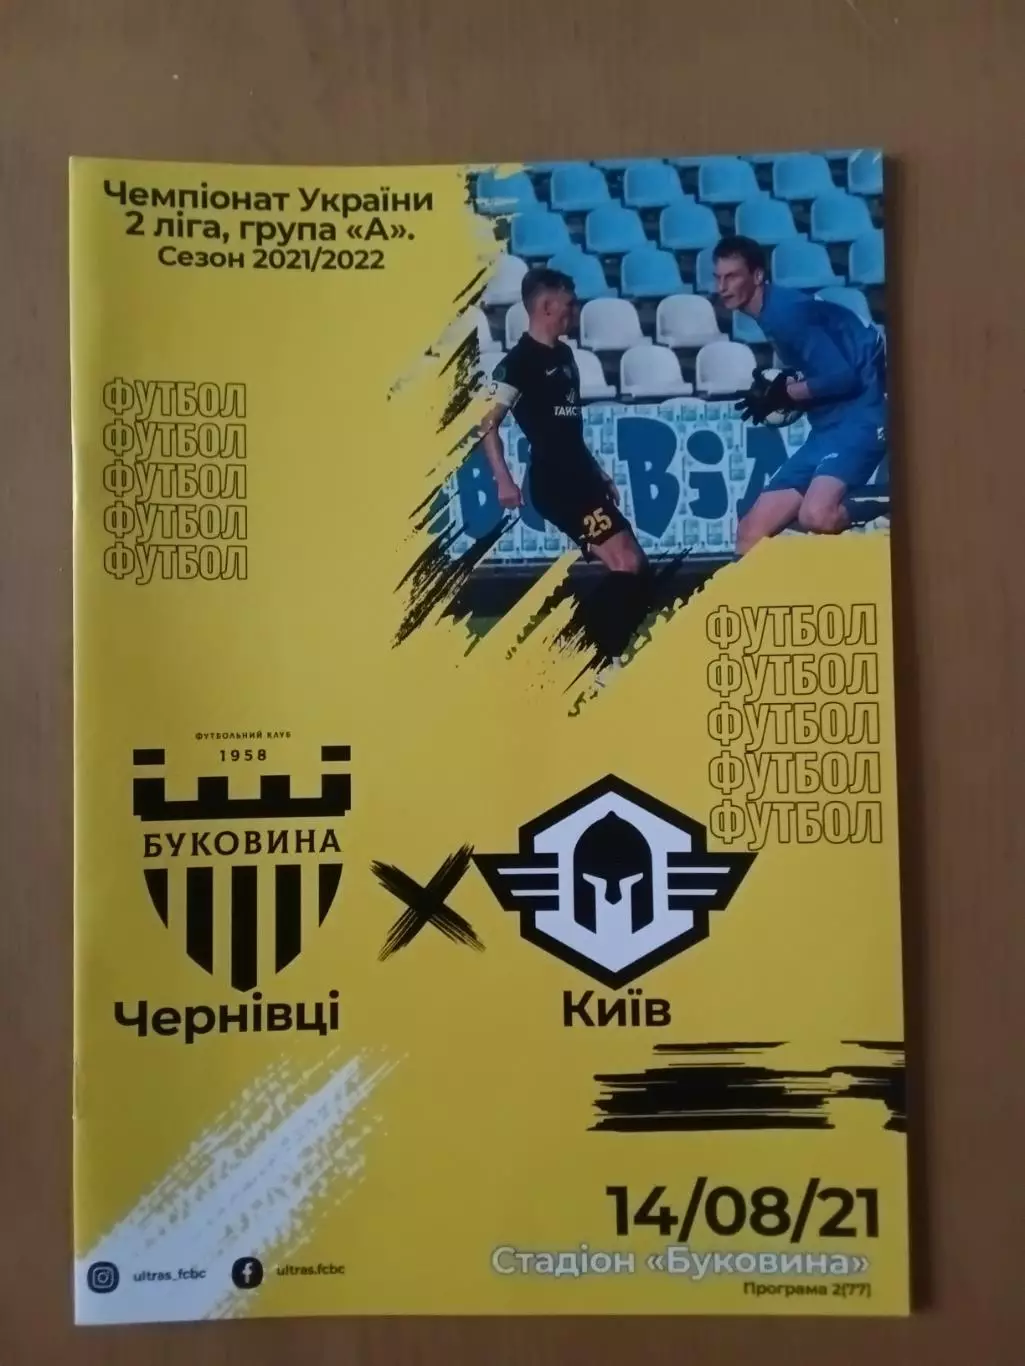 Чемпіонат України
2 ліга, група «А».
Сезон 2021/2022
ФУТБОЛ
ФУТБОЛ
ФУТБОЛ
ФУТБОЛ
ФУТБОЛ
25
ФУТБОЛ
ФУТБОЛ
ФУТБОЛ
ФУТБОЛ
ФУТБОЛ
ФУТБОЛЬНИЙ КЛУБ
1958
БУКОВИНА
Чернівці
Київ
14/08/21
Стадіон «Буковина»
Програма 2(77)
ultras_fcbc
ultras.fcbc